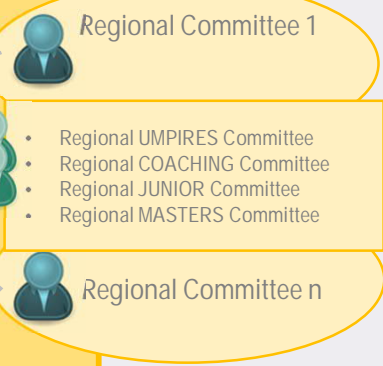 Regional Committee 1
• Regional UMPIRES Committee
• Regional COACHING Committee
• Regional JUNIOR Committee
• Regional MASTERS Committee
Regional Committee n